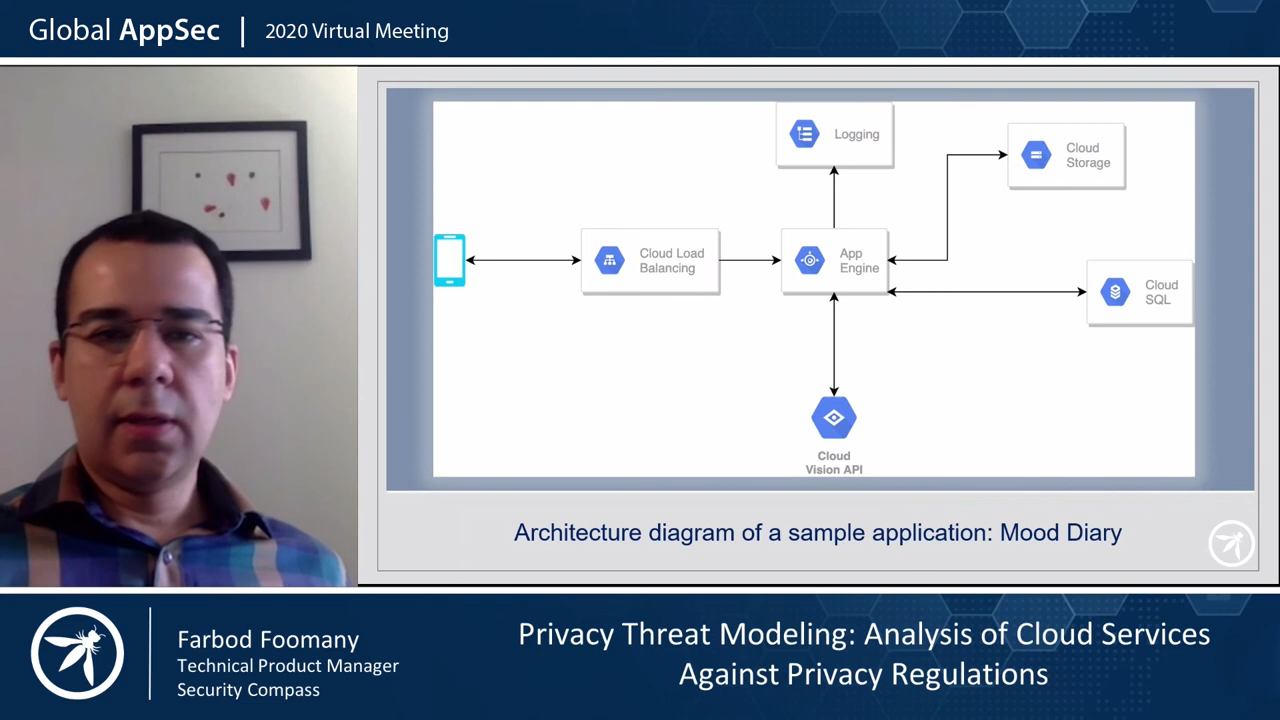 Global AppSec | 2020 Virtual Meeting
Logging
Cloud
Storage
Cloud Load
Balancing
App
Engine
Cloud
SQL
Cloud
Vision API
Architecture diagram of a sample application: Mood Diary
Farbod Foomany
Technical Product Manager
Security Compass
Privacy Threat Modeling: Analysis of Cloud Services
Against Privacy Regulations